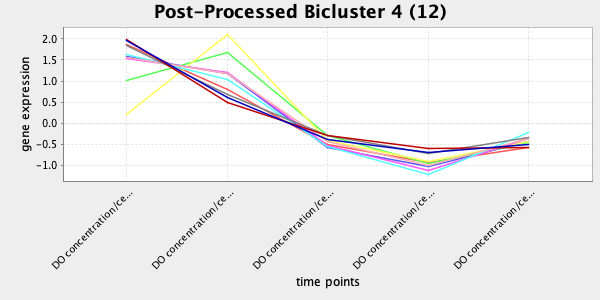 Post-Processed Bicluster 4 (12)
gene expression
2.0
1.5
1.0
0.5
0.0
-0.5
-1.0
DO concentration/ce...
DO concentration/ce...
DO concentration/ce...
DO concentration/ce...
DO concentration/ce...
time points